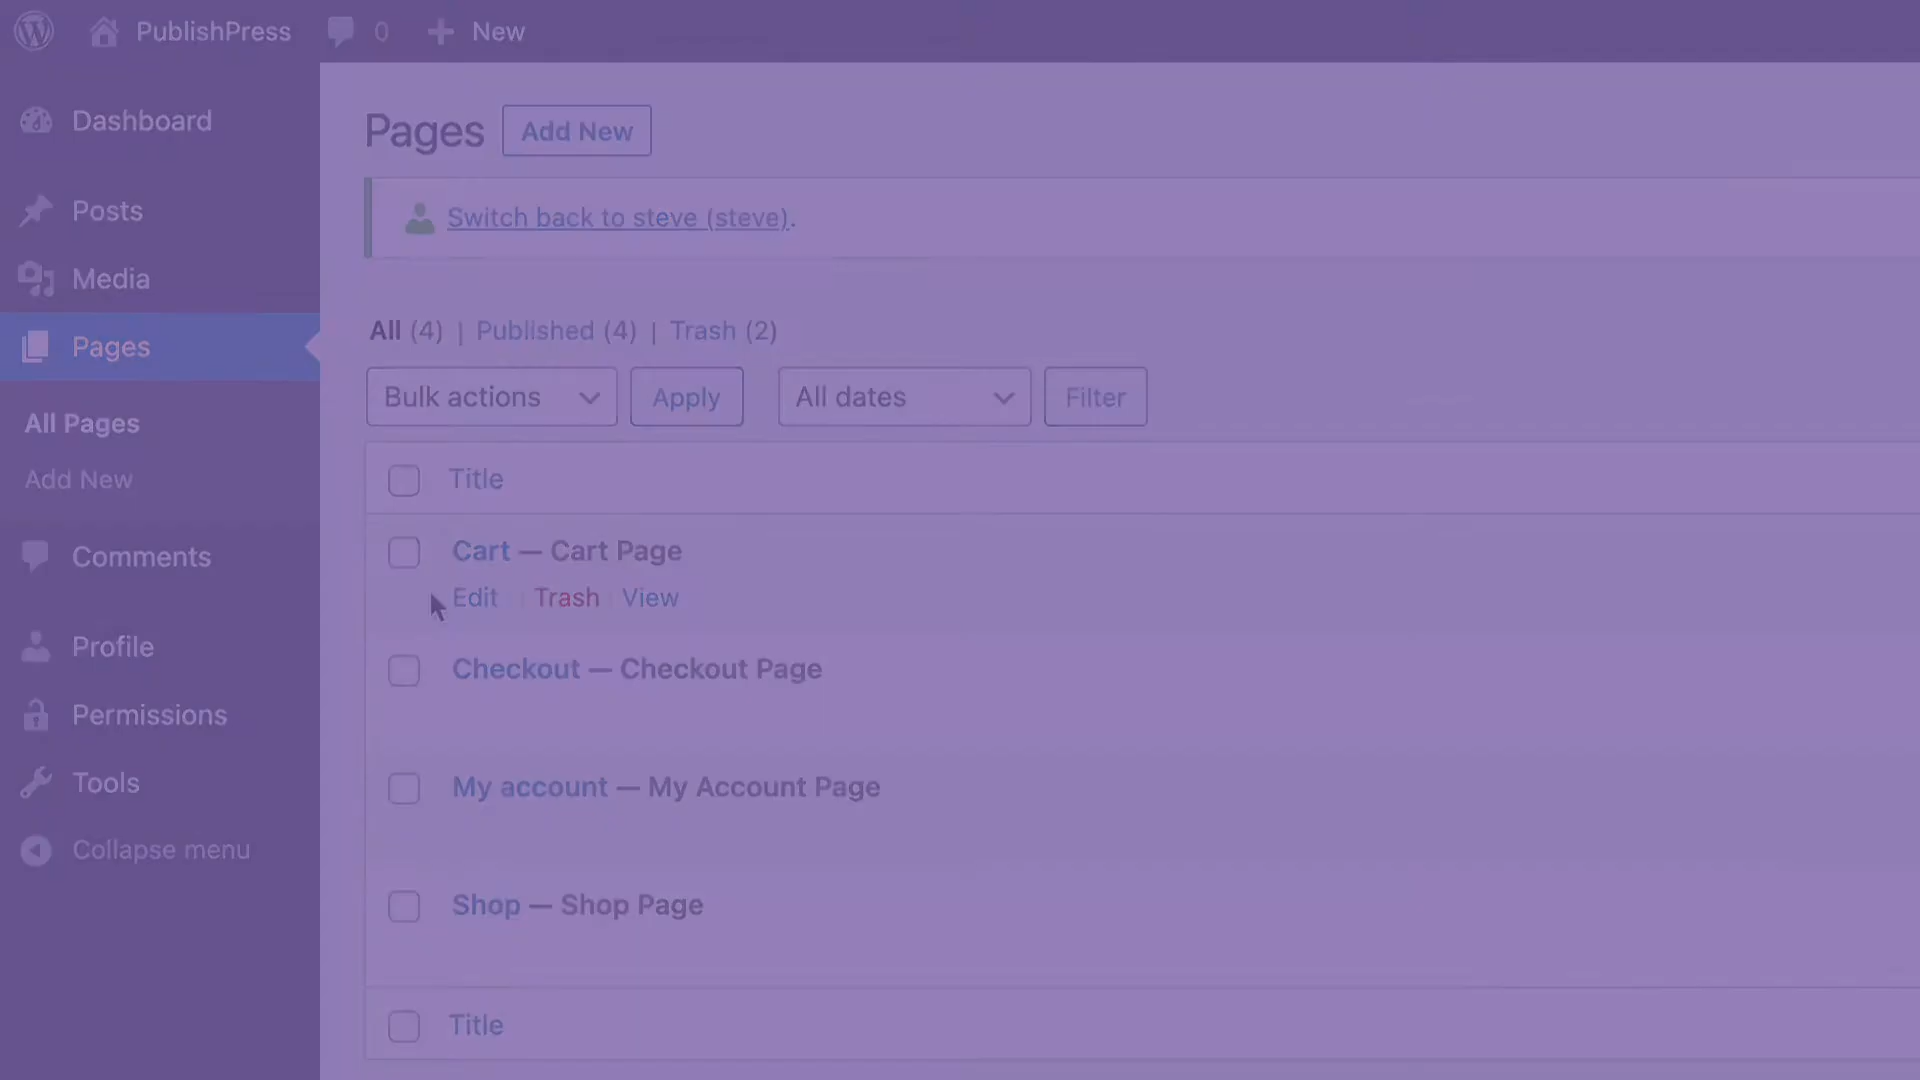 PublishPress 0 New
Dashboard
Posts
Media
Pages
All Pages
Add New
Comments
Profile
Permissions
Tools
Collapse menu
Pages Add New
Switch back to steve (steve).
All (4) | Published (4) | Trash (2)
Bulk actions Apply All dates Filter
Title
Cart — Cart Page
Edit | Trash | View
Checkout — Checkout Page
My account — My Account Page
Shop — Shop Page
Title